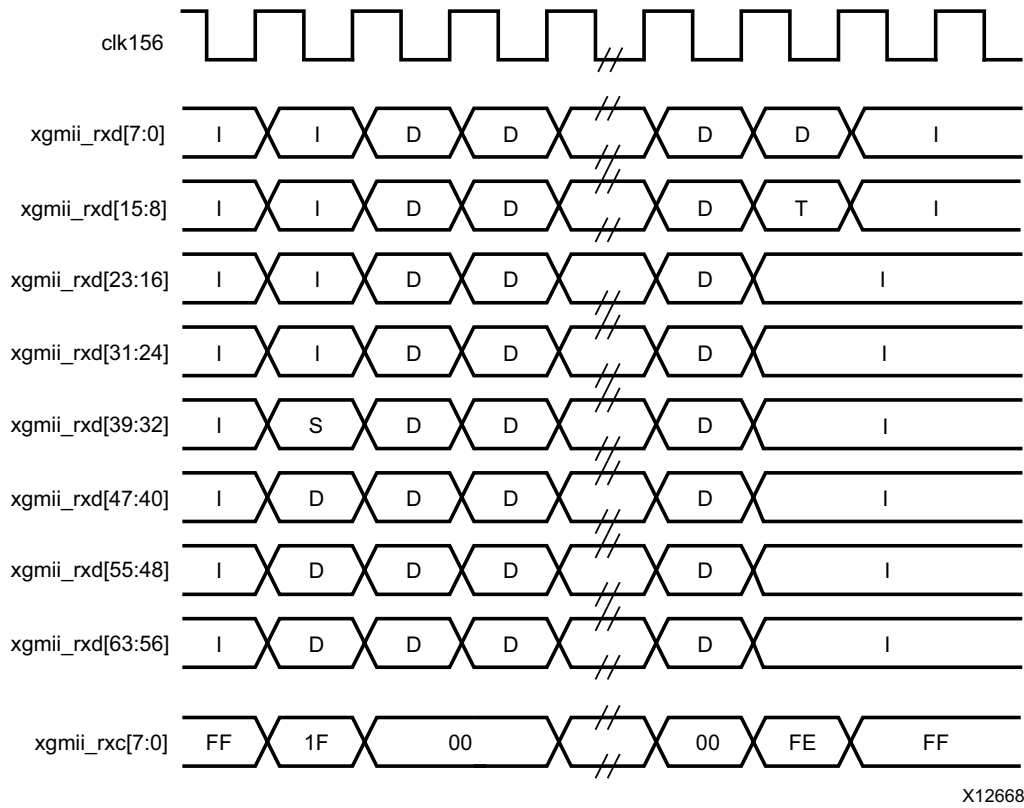 clk156
xgmii_rxd[7:0] I I D D D D I
xgmii_rxd[15:8] I I D D D T I
xgmii_rxd[23:16] I I D D D I
xgmii_rxd[31:24] I I D D D I
xgmii_rxd[39:32] I S D D D I
xgmii_rxd[47:40] I D D D D I
xgmii_rxd[55:48] I D D D D I
xgmii_rxd[63:56] I D D D D I
xgmii_rxc[7:0] FF 1F 00 00 FE FF
X12668